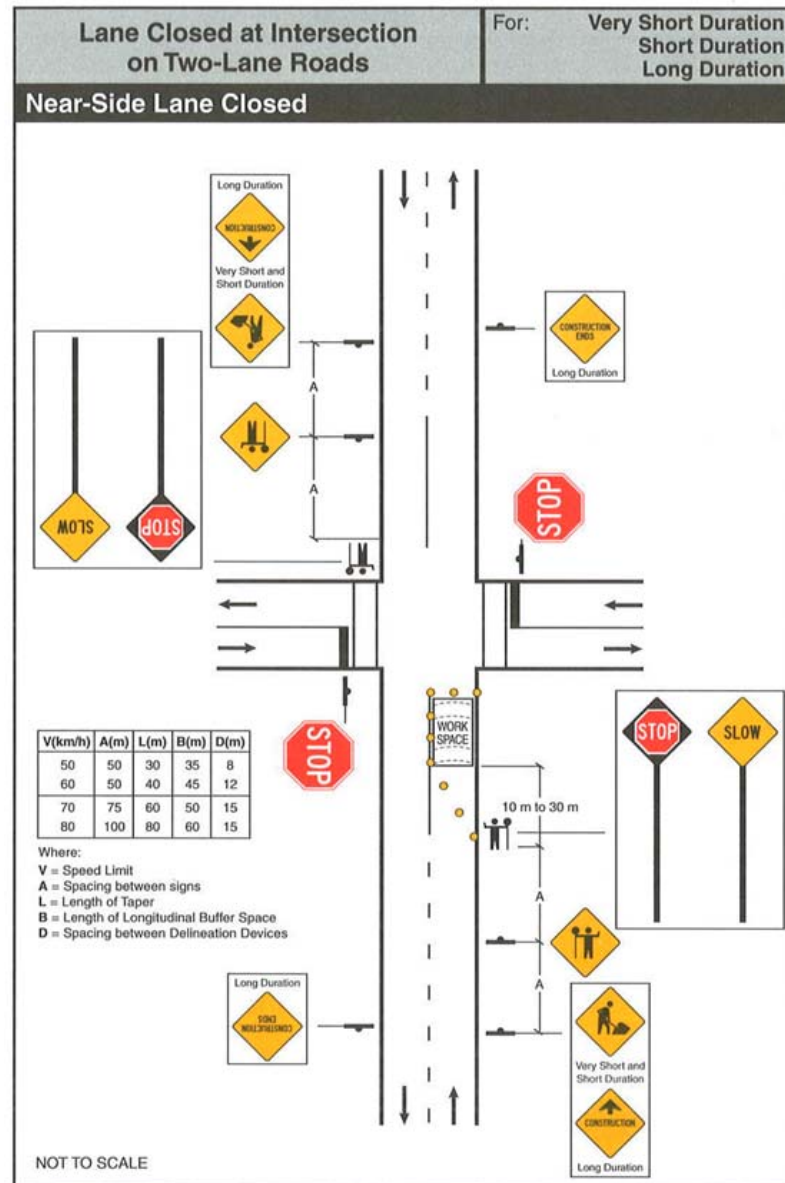 Lane Closed at Intersection
on Two-Lane Roads
For:
Very Short Duration
Short Duration
Long Duration
Near-Side Lane Closed
Long Duration
CONSTRUCTION
Very Short and
Short Duration
CONSTRUCTION
ENDS
Long Duration
A
A
SLOW
STOP
STOP
STOP
WORK
SPACE
STOP
SLOW
10 m to 30 m
V(km/h) A(m) L(m) B(m) D(m)
50 50 30 35 8
60 50 40 45 12
70 75 60 50 15
80 100 80 60 15
Where:
V = Speed Limit
A = Spacing between signs
L = Length of Taper
B = Length of Longitudinal Buffer Space
D = Spacing between Delineation Devices
A
A
Long Duration
CONSTRUCTION
ENDS
Very Short and
Short Duration
CONSTRUCTION
Long Duration
NOT TO SCALE